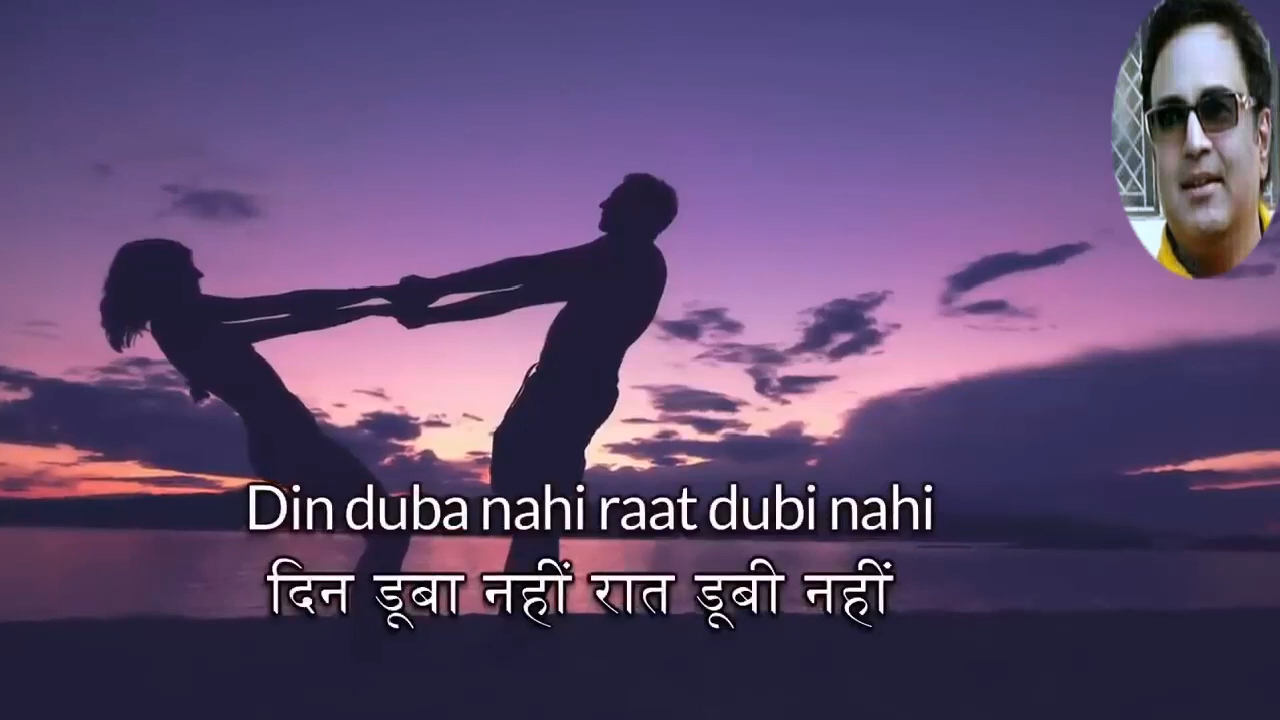 Din duba nahi raat dubi nahi
दिन डूबा नहीं रात डूबी नहीं